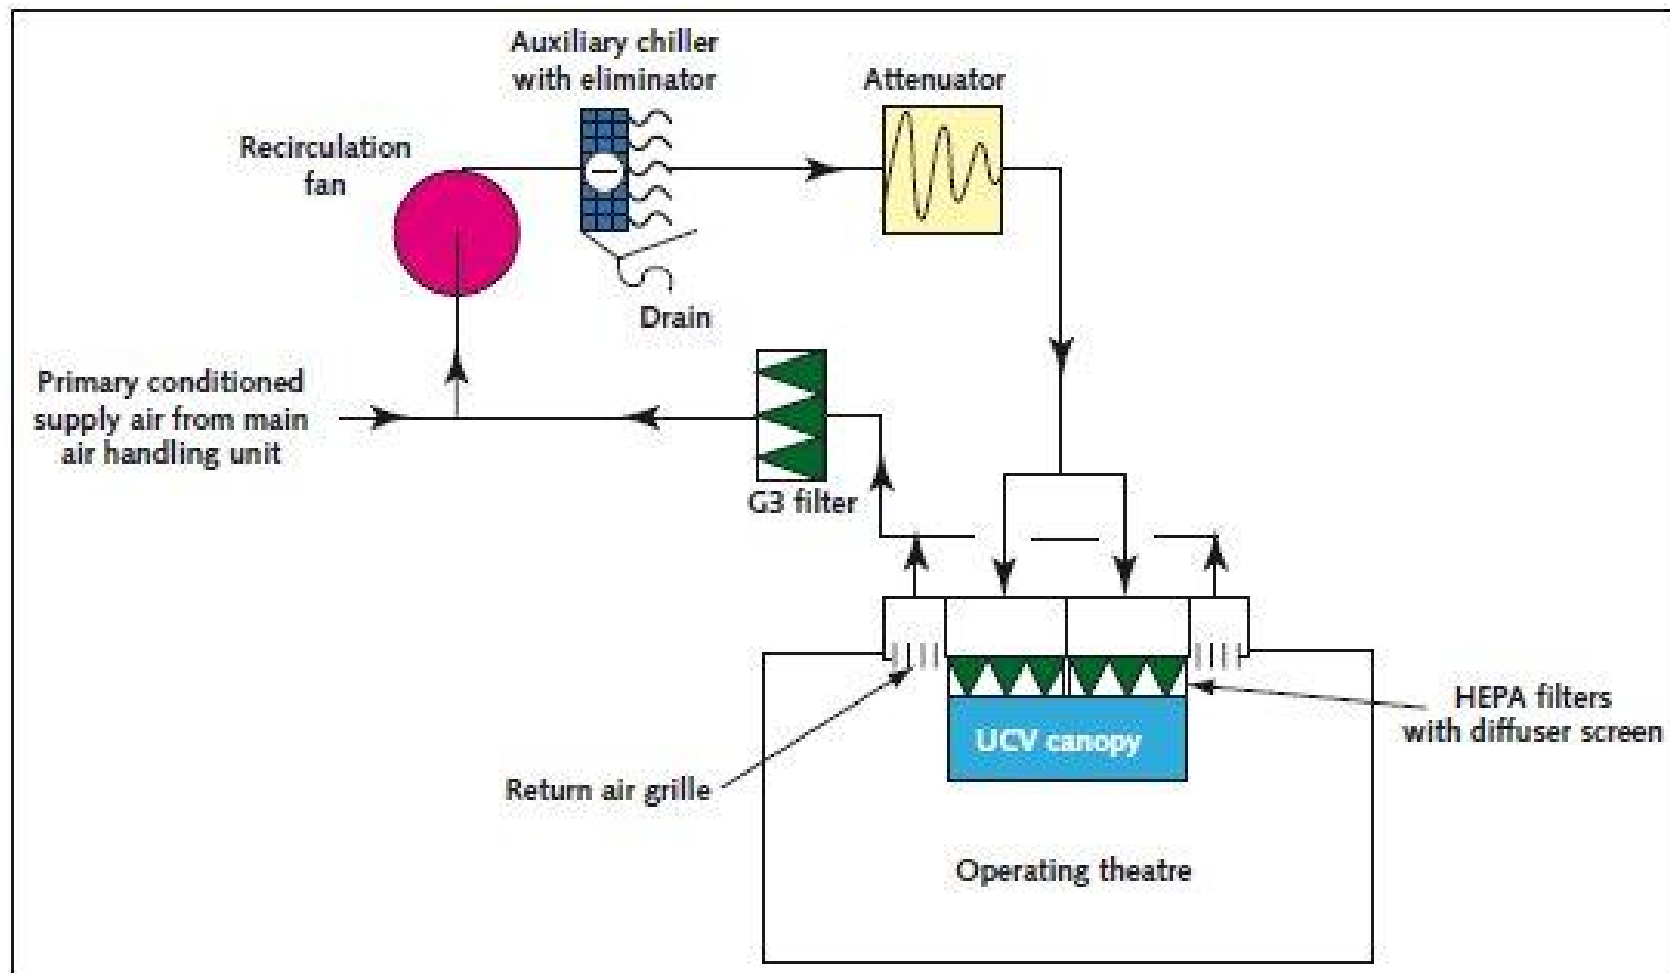 Auxiliary chiller
with eliminator
Attenuator
Recirculation
fan
Drain
Primary conditioned
supply air from main
air handling unit
G3 filter
HEPA filters
with diffuser screen
UCV canopy
Return air grille
Operating theatre